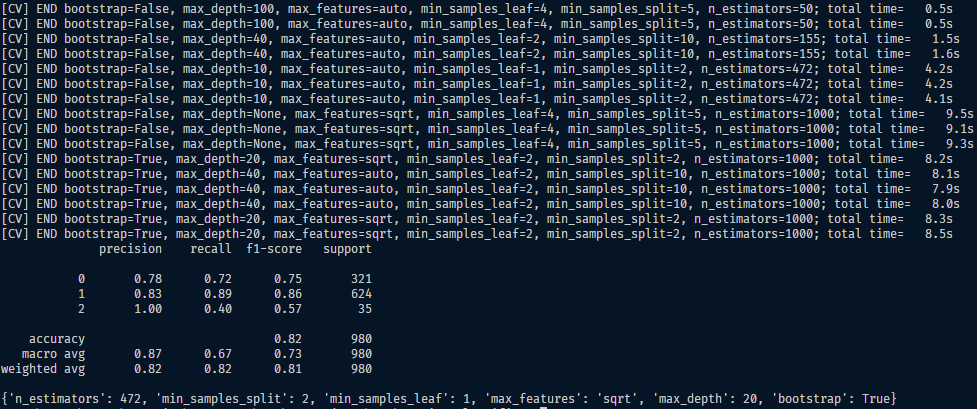 [CV] END bootstrap=False, max_depth=100, max_features=auto, min_samples_leaf=4, min_samples_split=5, n_estimators=50; total time=   0.5s
[CV] END bootstrap=False, max_depth=100, max_features=auto, min_samples_leaf=4, min_samples_split=5, n_estimators=50; total time=   0.5s
[CV] END bootstrap=False, max_depth=40, max_features=auto, min_samples_leaf=2, min_samples_split=10, n_estimators=155; total time=   1.5s
[CV] END bootstrap=False, max_depth=40, max_features=auto, min_samples_leaf=2, min_samples_split=10, n_estimators=155; total time=   1.6s
[CV] END bootstrap=False, max_depth=10, max_features=auto, min_samples_leaf=1, min_samples_split=2, n_estimators=472; total time=   4.2s
[CV] END bootstrap=False, max_depth=10, max_features=auto, min_samples_leaf=1, min_samples_split=2, n_estimators=472; total time=   4.2s
[CV] END bootstrap=False, max_depth=10, max_features=auto, min_samples_leaf=1, min_samples_split=2, n_estimators=472; total time=   4.1s
[CV] END bootstrap=False, max_depth=None, max_features=sqrt, min_samples_leaf=4, min_samples_split=5, n_estimators=1000; total time=   9.5s
[CV] END bootstrap=False, max_depth=None, max_features=sqrt, min_samples_leaf=4, min_samples_split=5, n_estimators=1000; total time=   9.1s
[CV] END bootstrap=False, max_depth=None, max_features=sqrt, min_samples_leaf=4, min_samples_split=5, n_estimators=1000; total time=   9.3s
[CV] END bootstrap=True, max_depth=20, max_features=sqrt, min_samples_leaf=2, min_samples_split=2, n_estimators=1000; total time=   8.2s
[CV] END bootstrap=True, max_depth=40, max_features=auto, min_samples_leaf=2, min_samples_split=10, n_estimators=1000; total time=   8.1s
[CV] END bootstrap=True, max_depth=40, max_features=auto, min_samples_leaf=2, min_samples_split=10, n_estimators=1000; total time=   7.9s
[CV] END bootstrap=True, max_depth=40, max_features=auto, min_samples_leaf=2, min_samples_split=10, n_estimators=1000; total time=   8.0s
[CV] END bootstrap=True, max_depth=20, max_features=sqrt, min_samples_leaf=2, min_samples_split=2, n_estimators=1000; total time=   8.3s
[CV] END bootstrap=True, max_depth=20, max_features=sqrt, min_samples_leaf=2, min_samples_split=2, n_estimators=1000; total time=   8.5s
precision    recall  f1-score   support
0       0.78      0.72      0.75       321
1       0.83      0.89      0.86       624
2       1.00      0.40      0.57        35
accuracy                           0.82       980
macro avg       0.87      0.67      0.73       980
weighted avg       0.82      0.82      0.81       980
{'n_estimators': 472, 'min_samples_split': 2, 'min_samples_leaf': 1, 'max_features': 'sqrt', 'max_depth': 20, 'bootstrap': True}